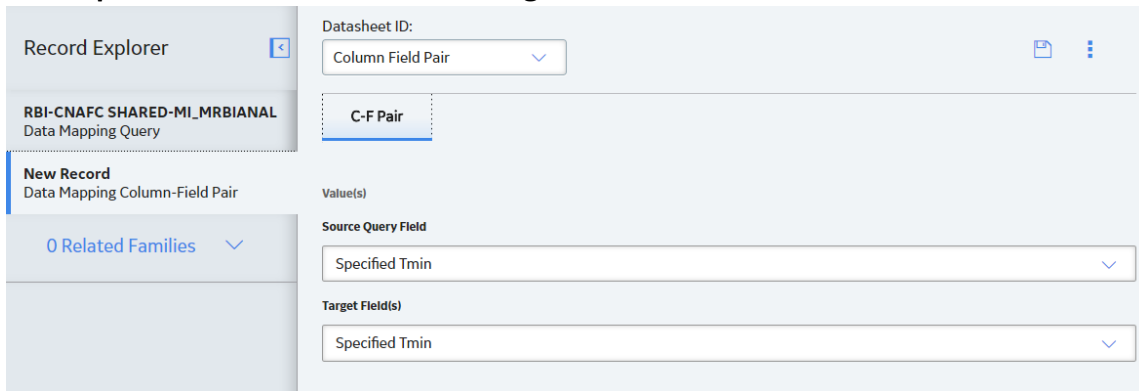 Record Explorer
Datasheet ID:
Column Field Pair
RBI-CNAFC SHARED-MI_MRBIANAL
Data Mapping Query
C-F Pair
New Record
Data Mapping Column-Field Pair
0 Related Families
Value(s)
Source Query Field
Specified Tmin
Target Field(s)
Specified Tmin